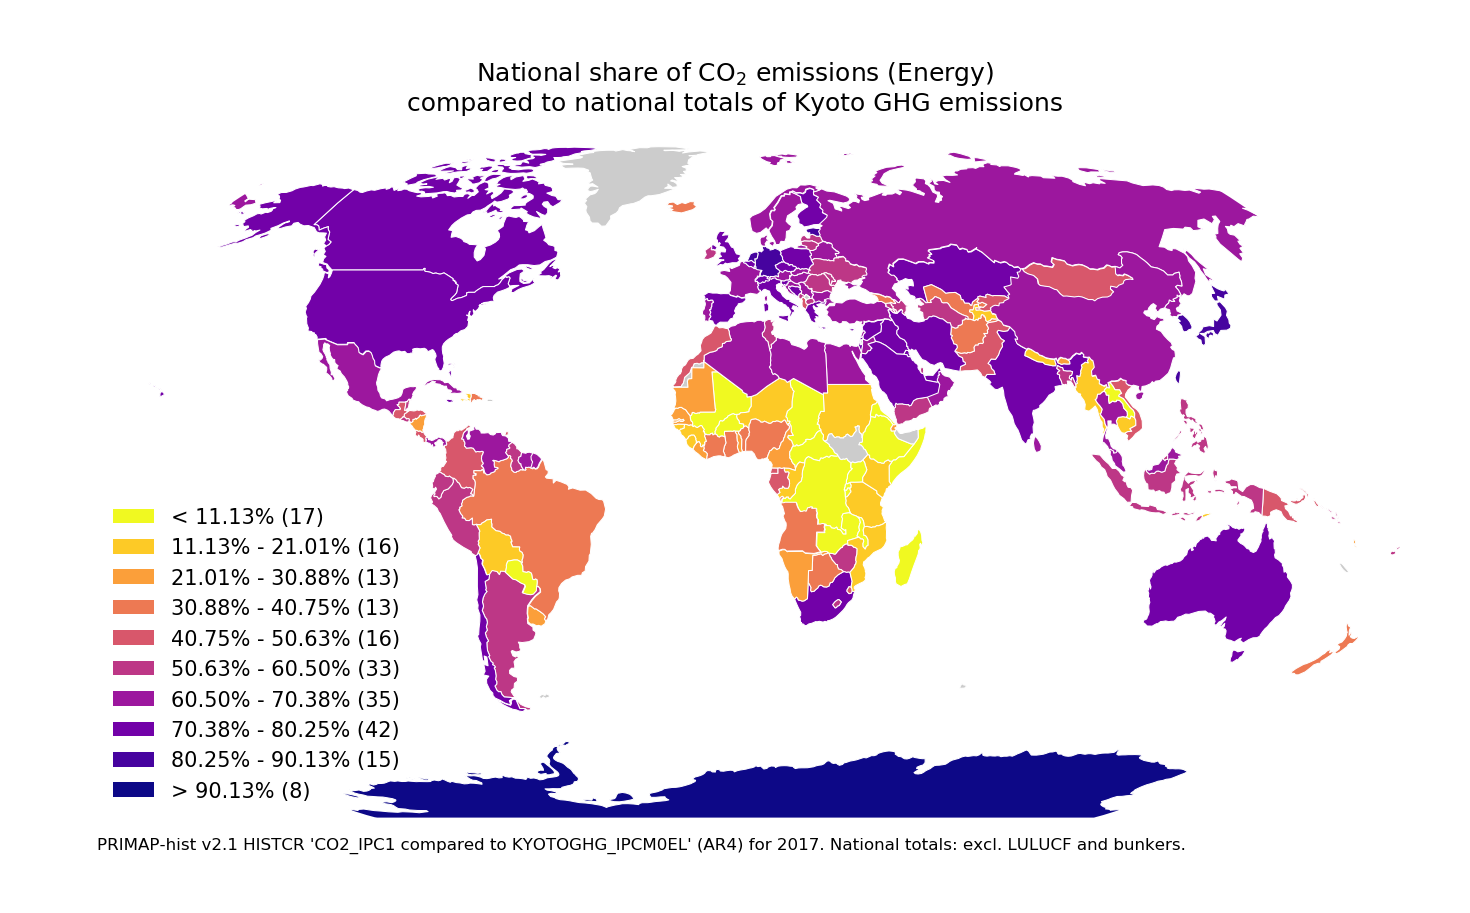 National share of CO₂ emissions (Energy)
compared to national totals of Kyoto GHG emissions
< 11.13% (17)
11.13% - 21.01% (16)
21.01% - 30.88% (13)
30.88% - 40.75% (13)
40.75% - 50.63% (16)
50.63% - 60.50% (33)
60.50% - 70.38% (35)
70.38% - 80.25% (42)
80.25% - 90.13% (15)
> 90.13% (8)
PRIMAP-hist v2.1 HISTCR 'CO2_IPC1 compared to KYOTOGHG_IPCM0EL' (AR4) for 2017. National totals: excl. LULUCF and bunkers.